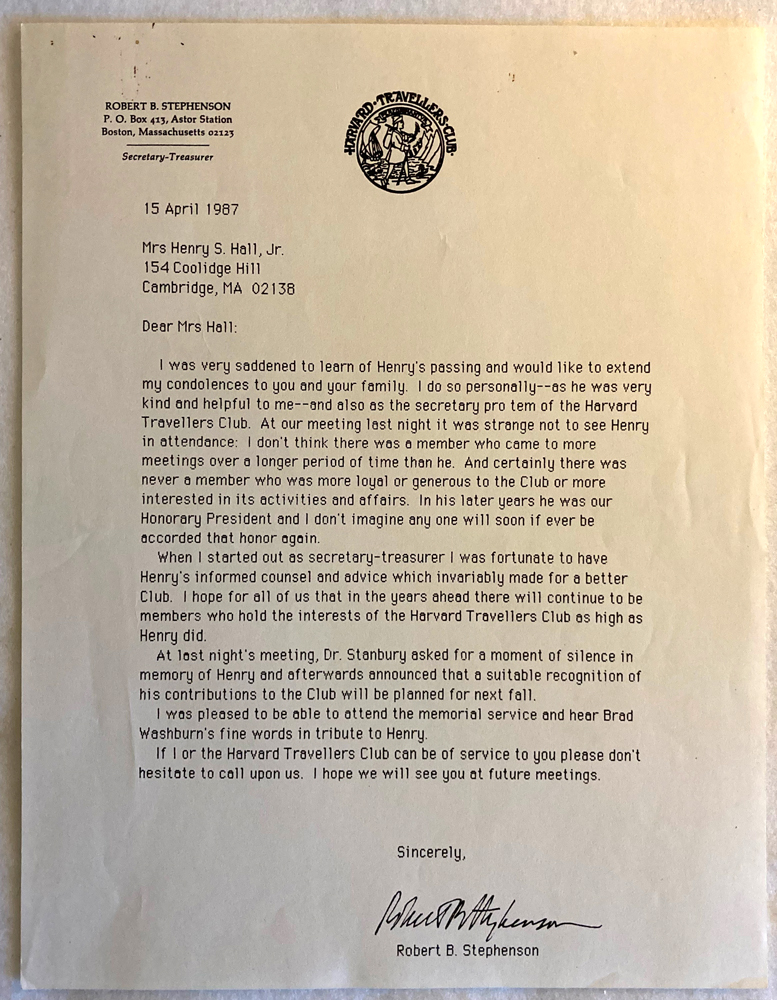 ROBERT B. STEPHENSON
P. O. Box 413, Astor Station
Boston, Massachusetts 02123
Secretary-Treasurer
·HARVARD·TRAVELLERS·CLUB·
15 April 1987
Mrs Henry S. Hall, Jr.
154 Coolidge Hill
Cambridge, MA  02138
Dear Mrs Hall:
I was very saddened to learn of Henry's passing and would like to extend
my condolences to you and your family.  I do so personally--as he was very
kind and helpful to me--and also as the secretary pro tem of the Harvard
Travellers Club.  At our meeting last night it was strange not to see Henry
in attendance:  I don't think there was a member who came to more
meetings over a longer period of time than he.  And certainly there was
never a member who was more loyal or generous to the Club or more
interested in its activities and affairs.  In his later years he was our
Honorary President and I don't imagine any one will soon if ever be
accorded that honor again.
When I started out as secretary-treasurer I was fortunate to have
Henry's informed counsel and advice which invariably made for a better
Club.  I hope for all of us that in the years ahead there will continue to be
members who hold the interests of the Harvard Travellers Club as high as
Henry did.
At last night's meeting, Dr. Stanbury asked for a moment of silence in
memory of Henry and afterwards announced that a suitable recognition of
his contributions to the Club will be planned for next fall.
I was pleased to be able to attend the memorial service and hear Brad
Washburn's fine words in tribute to Henry.
If I or the Harvard Travellers Club can be of service to you please don't
hesitate to call upon us.  I hope we will see you at future meetings.
Sincerely,
Robert B. Stephenson
Robert B. Stephenson